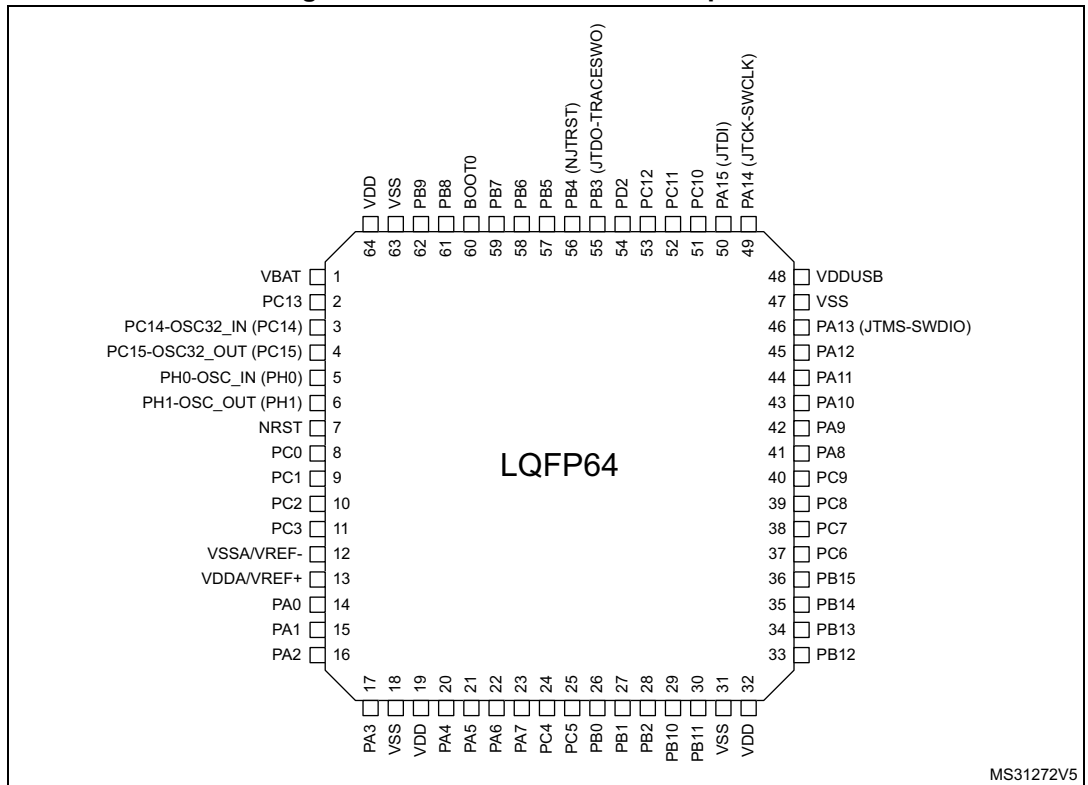 PB4 (NJTRST)
PB3 (JTDO-TRACESWO)
PA15 (JTDI)
PA14 (JTCK-SWCLK)
VDD
VSS
PB9
PB8
BOOT0
PB7
PB6
PB5
PD2
PC12
PC11
PC10
64 63 62 61 60 59 58 57 56 55 54 53 52 51 50 49
VBAT 1
PC13 2
PC14-OSC32_IN (PC14) 3
PC15-OSC32_OUT (PC15) 4
PH0-OSC_IN (PH0) 5
PH1-OSC_OUT (PH1) 6
NRST 7
PC0 8
PC1 9
PC2 10
PC3 11
VSSA/VREF- 12
VDDA/VREF+ 13
PA0 14
PA1 15
PA2 16
LQFP64
48 VDDUSB
47 VSS
46 PA13 (JTMS-SWDIO)
45 PA12
44 PA11
43 PA10
42 PA9
41 PA8
40 PC9
39 PC8
38 PC7
37 PC6
36 PB15
35 PB14
34 PB13
33 PB12
17 18 19 20 21 22 23 24 25 26 27 28 29 30 31 32
PA3
VSS
VDD
PA4
PA5
PA6
PA7
PC4
PC5
PB0
PB1
PB2
PB10
PB11
VSS
VDD
MS31272V5